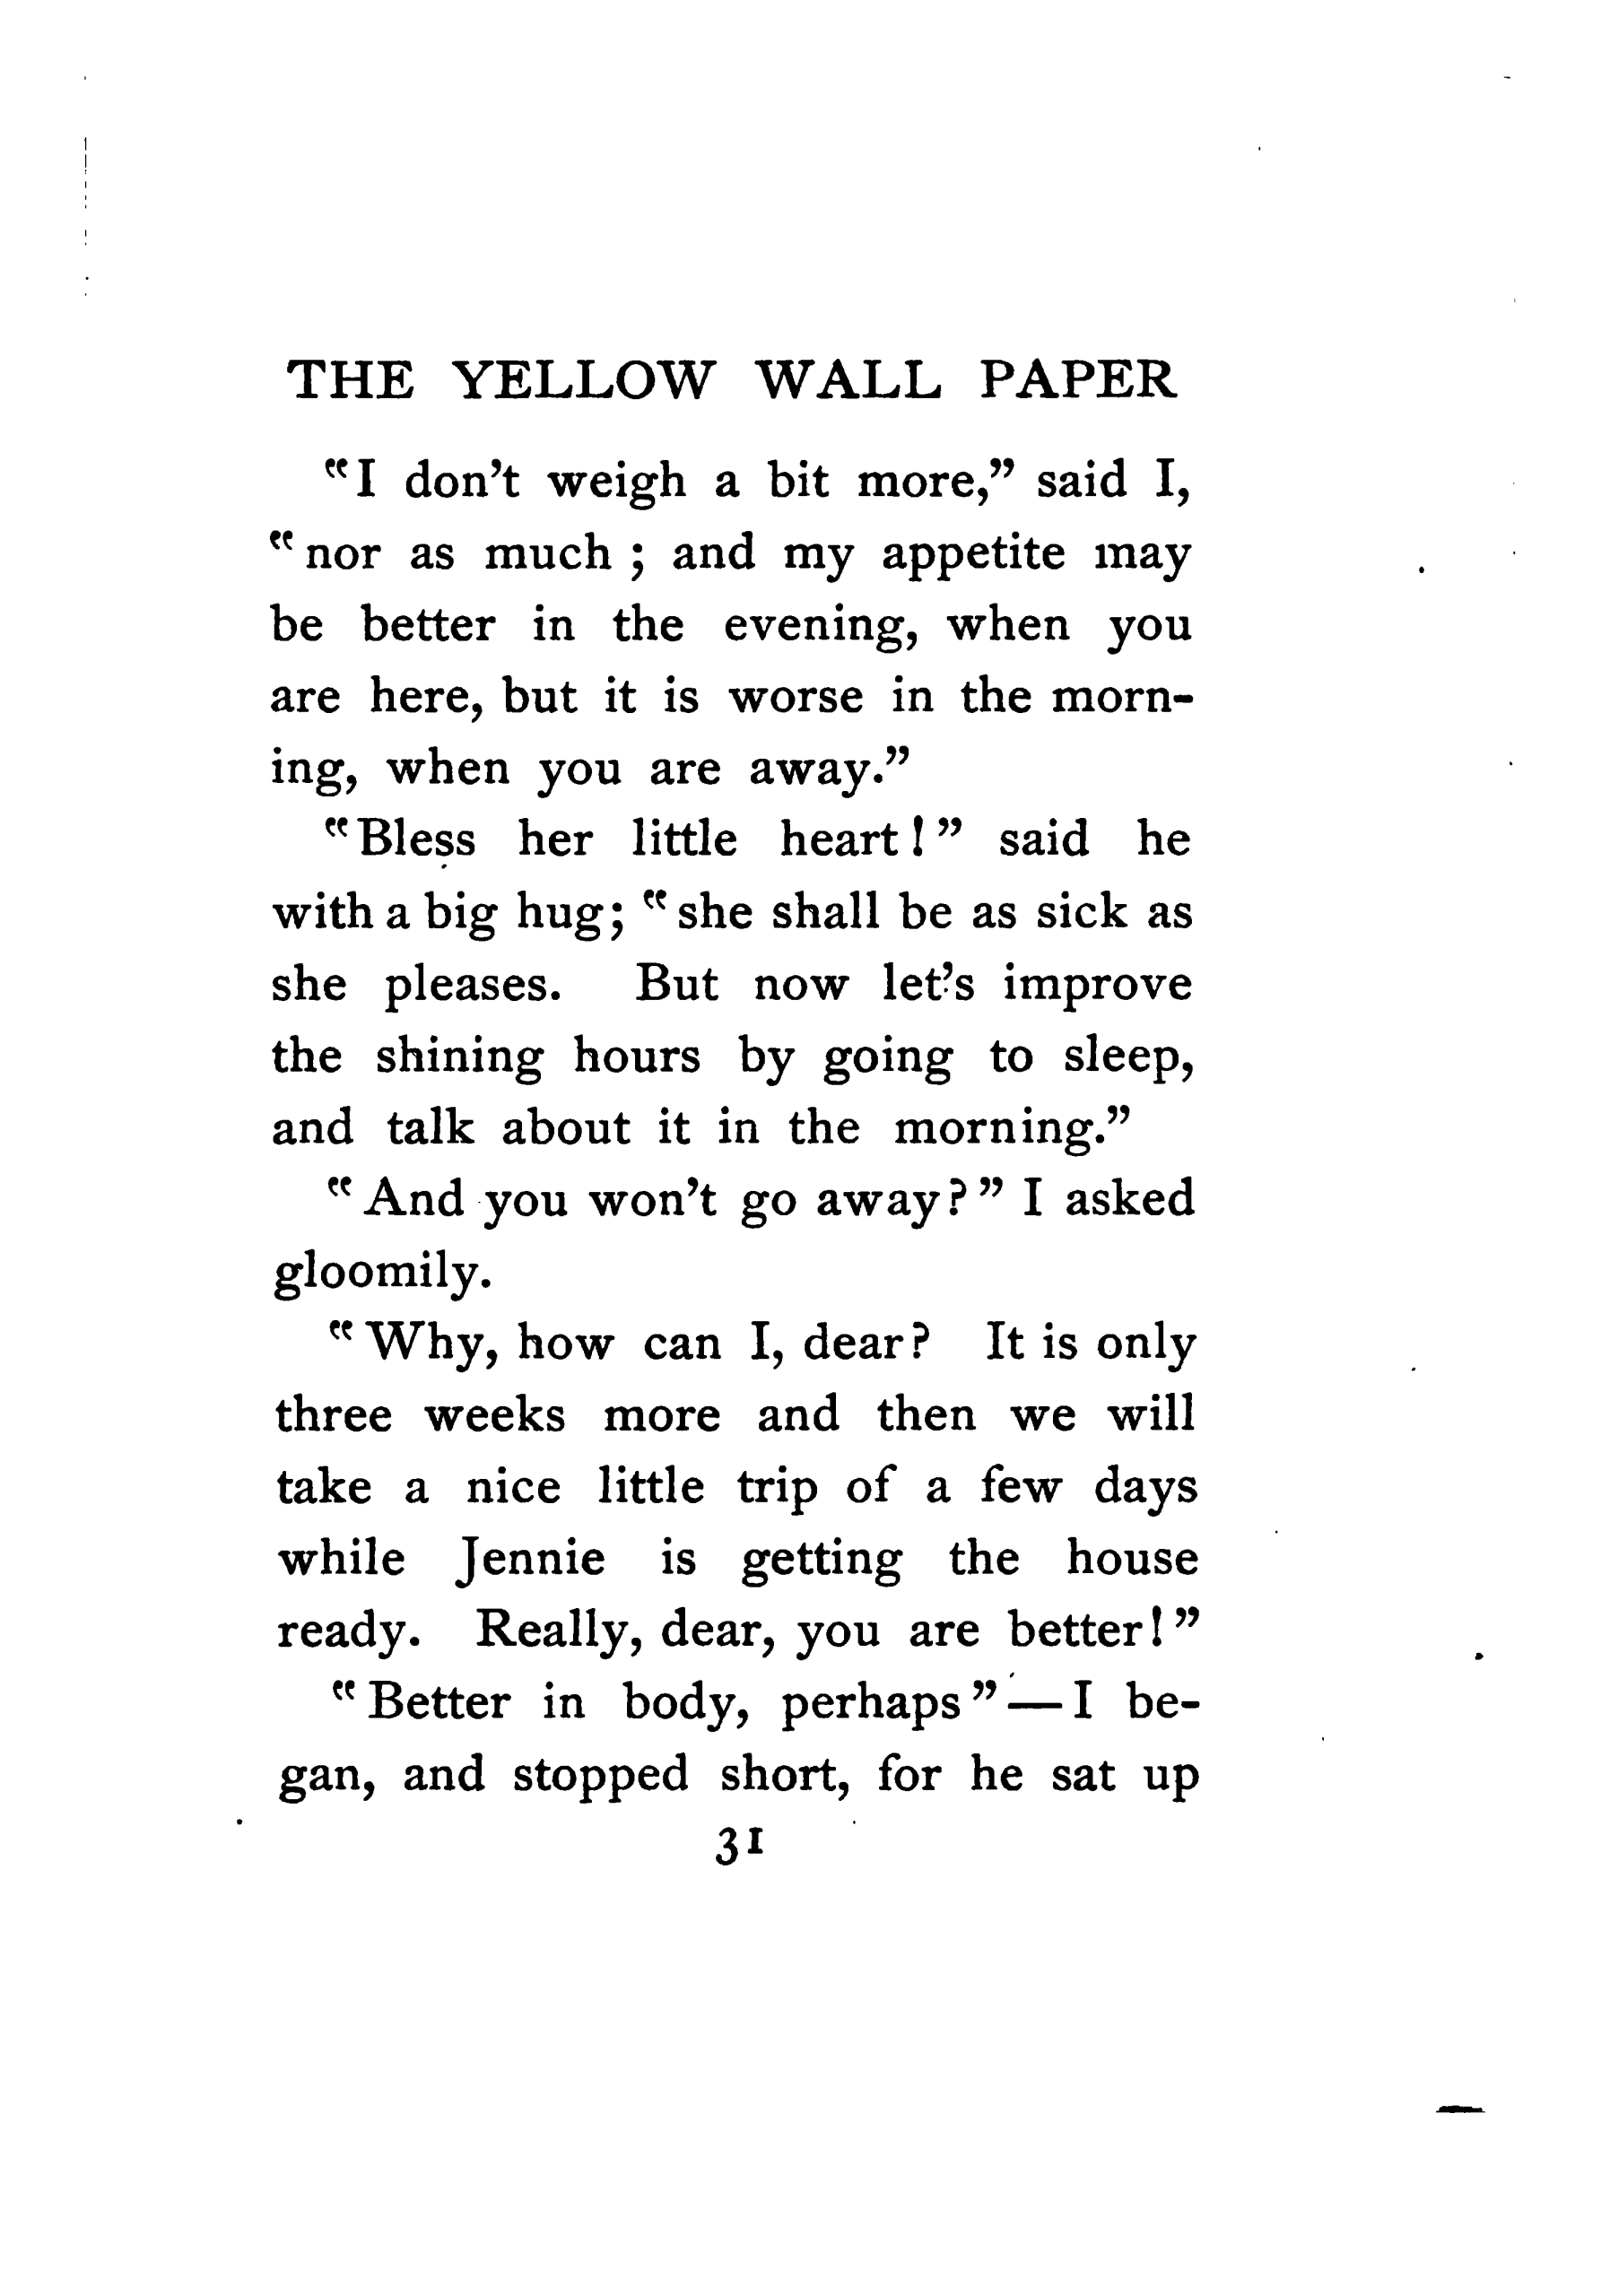 THE YELLOW WALL PAPER
“I don’t weigh a bit more,” said I,
“nor as much ; and my appetite may
be better in the evening, when you
are here, but it is worse in the morn-
ing, when you are away.”
“Bless her little heart !” said he
with a big hug; “she shall be as sick as
she pleases. But now let’s improve
the shining hours by going to sleep,
and talk about it in the morning.”
“And you won’t go away?” I asked
gloomily.
“Why, how can I, dear? It is only
three weeks more and then we will
take a nice little trip of a few days
while Jennie is getting the house
ready. Really, dear, you are better!”
“Better in body, perhaps”—I be-
gan, and stopped short, for he sat up
31